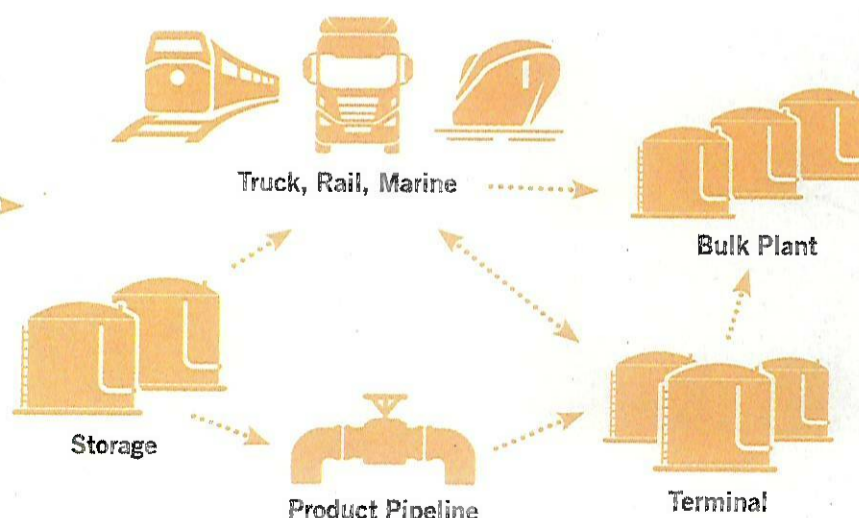 Truck, Rail, Marine
Bulk Plant
Storage
Product Pipeline
Terminal